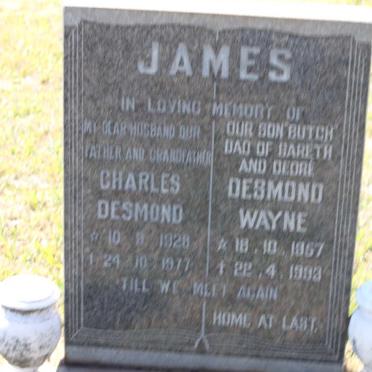 JAMES
IN LOVING MEMORY OF
MY DEAR HUSBAND OUR
FATHER AND GRANDFATHER
CHARLES
DESMOND
☆ 10 . 8 . 1928
† 24 . 10 . 1977
OUR SON BUTCH
DAD OF GARETH
AND DEDRÉ
DESMOND
WAYNE
☆ 18 . 10 . 1957
† 22 . 4 . 1993
TILL WE MEET AGAIN
HOME AT LAST.